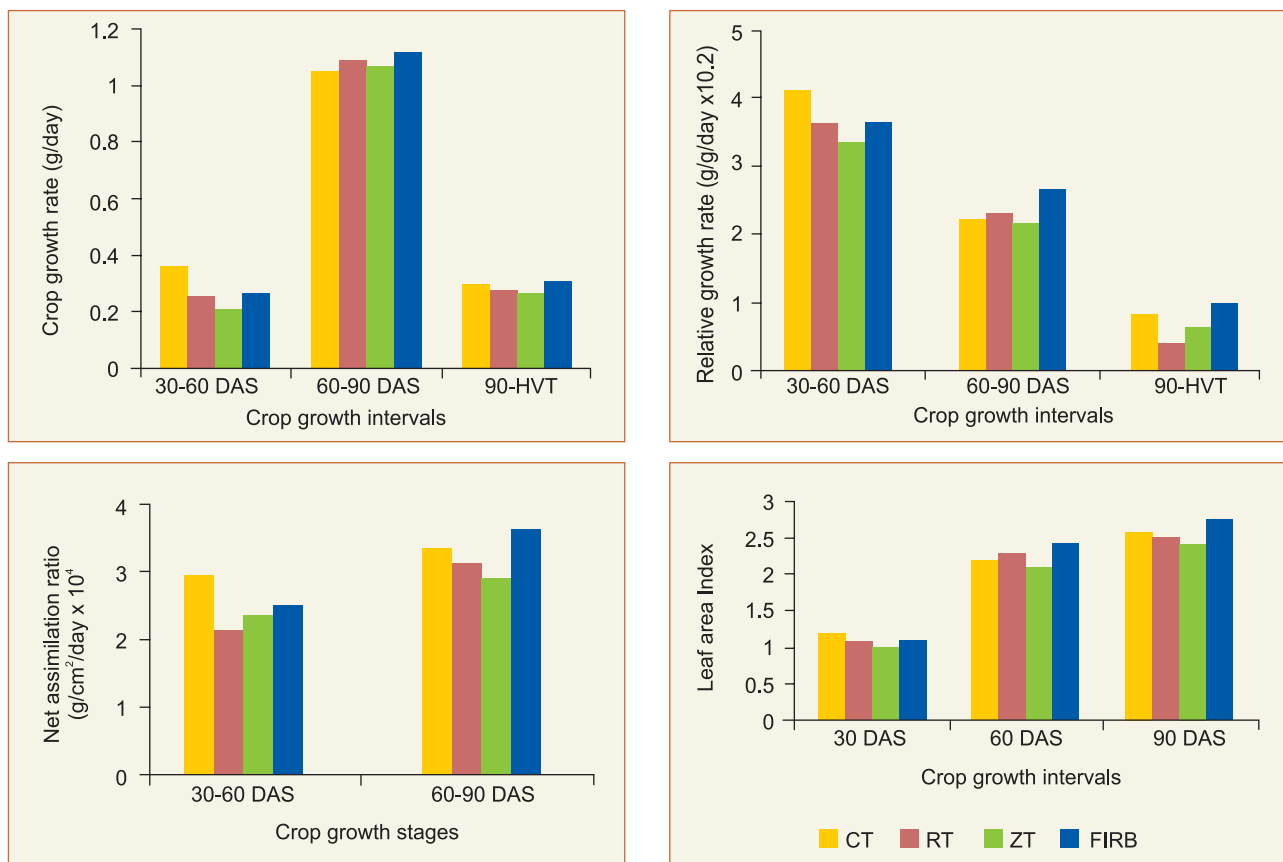 Crop growth rate (g/day)
1.2
1
0.8
0.6
0.4
0.2
0
30-60 DAS 60-90 DAS 90-HVT
Crop growth intervals
Relative growth rate (g/g/day x10.2)
5
4
3
2
1
0
30-60 DAS 60-90 DAS 90-HVT
Crop growth intervals
Net assimilation ratio
(g/cm²/day x 10⁴
4
3
2
1
0
30-60 DAS 60-90 DAS
Crop growth stages
Leaf area Index
3
2.5
2
1.5
1
0.5
0
30 DAS 60 DAS 90 DAS
Crop growth intervals
CT RT ZT FIRB